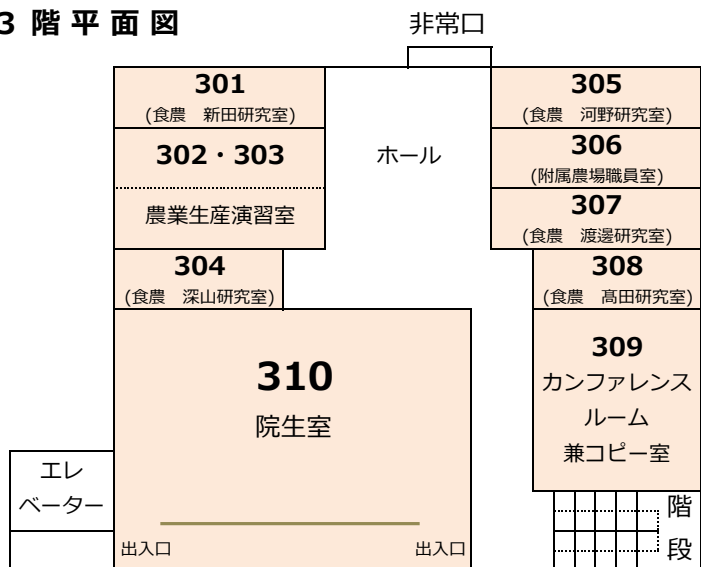 3 階 平 面 図
非常口
301
(食農　新田研究室)
302・303
農業生産演習室
304
(食農　深山研究室)
ホール
305
(食農　河野研究室)
306
(附属農場職員室)
307
(食農　渡邊研究室)
308
(食農　髙田研究室)
309
カンファレンス
ルーム
兼コピー室
310
院生室
エレ
ベーター
出入口
出入口
階
段